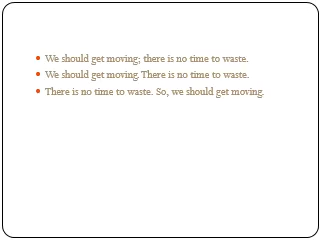 We should get moving; there is no time to waste.
We should get moving. There is no time to waste.
There is no time to waste. So, we should get moving.